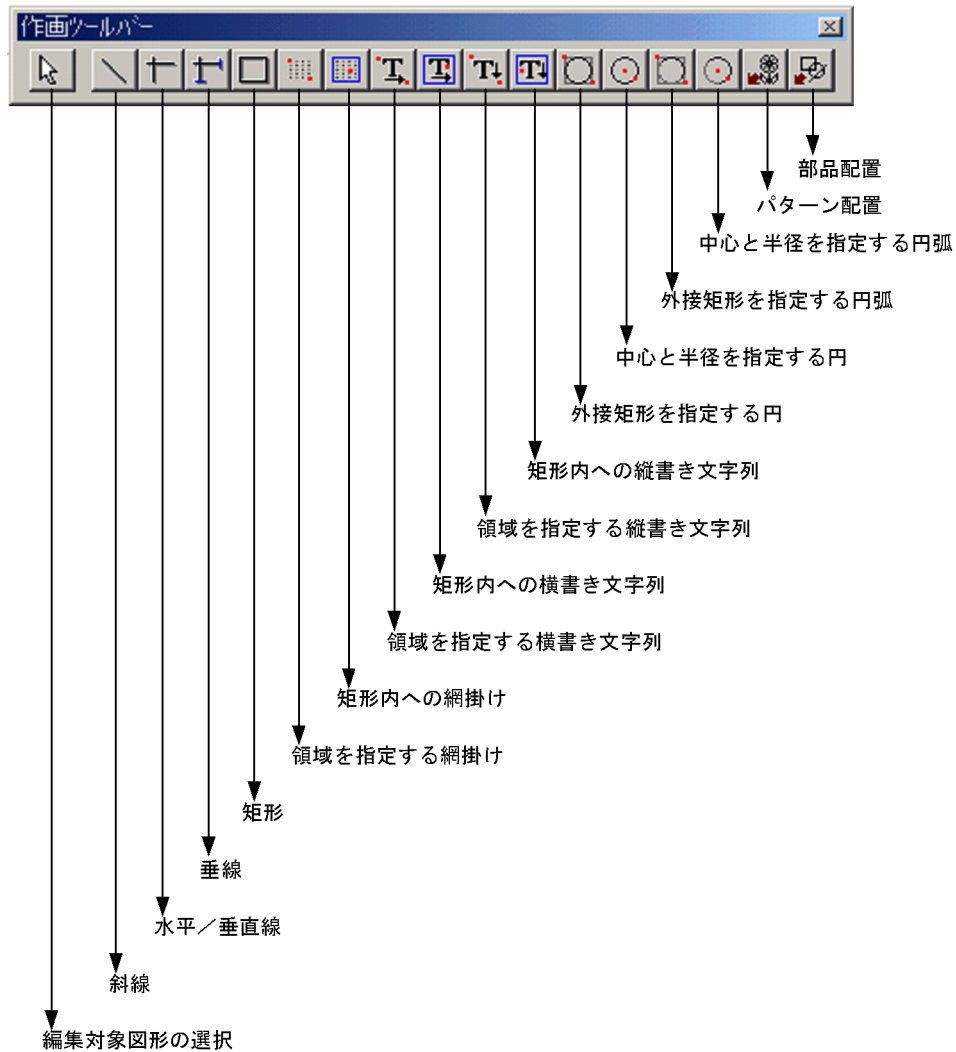 作画ツールバー
部品配置
パターン配置
中心と半径を指定する円弧
外接矩形を指定する円弧
中心と半径を指定する円
外接矩形を指定する円
矩形内への縦書き文字列
領域を指定する縦書き文字列
矩形内への横書き文字列
領域を指定する横書き文字列
矩形内への網掛け
領域を指定する網掛け
矩形
垂線
水平／垂直線
斜線
編集対象図形の選択